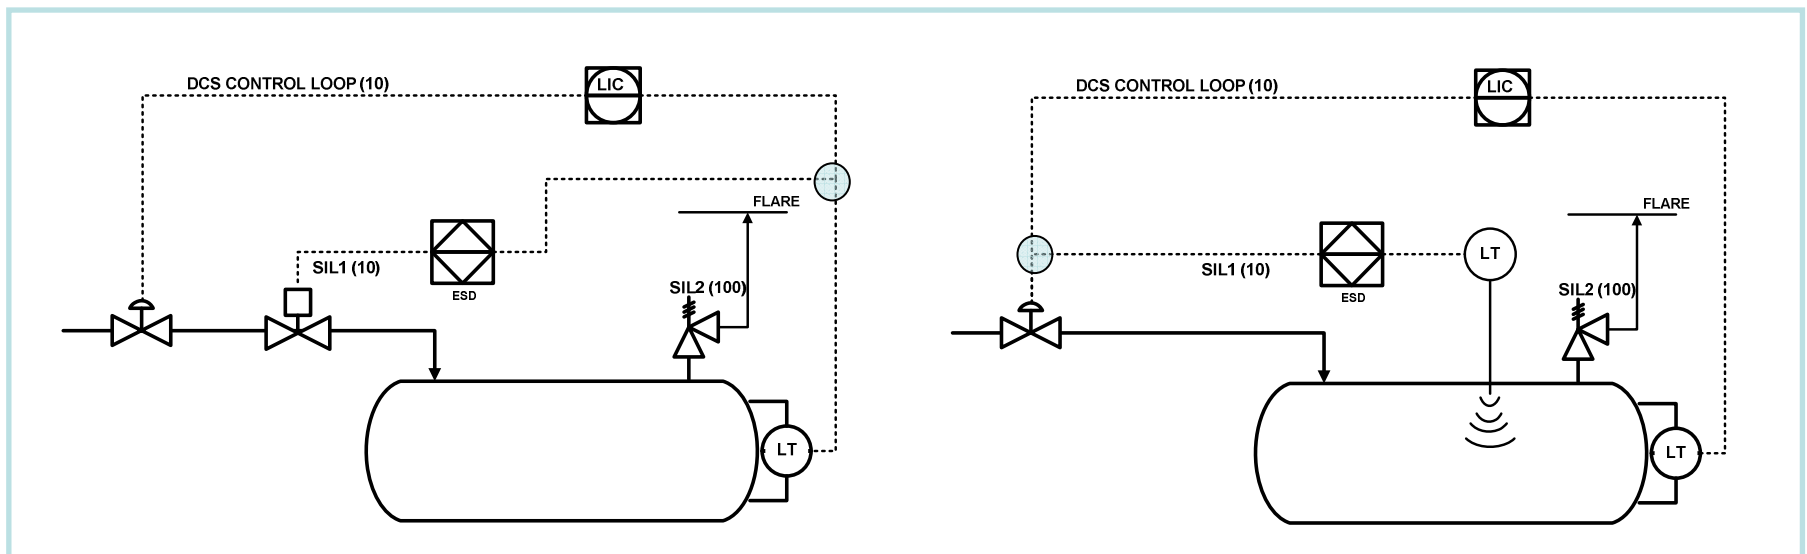 DCS CONTROL LOOP (10)
LIC
FLARE
SIL1 (10)
ESD
SIL2 (100)
LT
DCS CONTROL LOOP (10)
LIC
FLARE
LT
SIL1 (10)
ESD
SIL2 (100)
LT